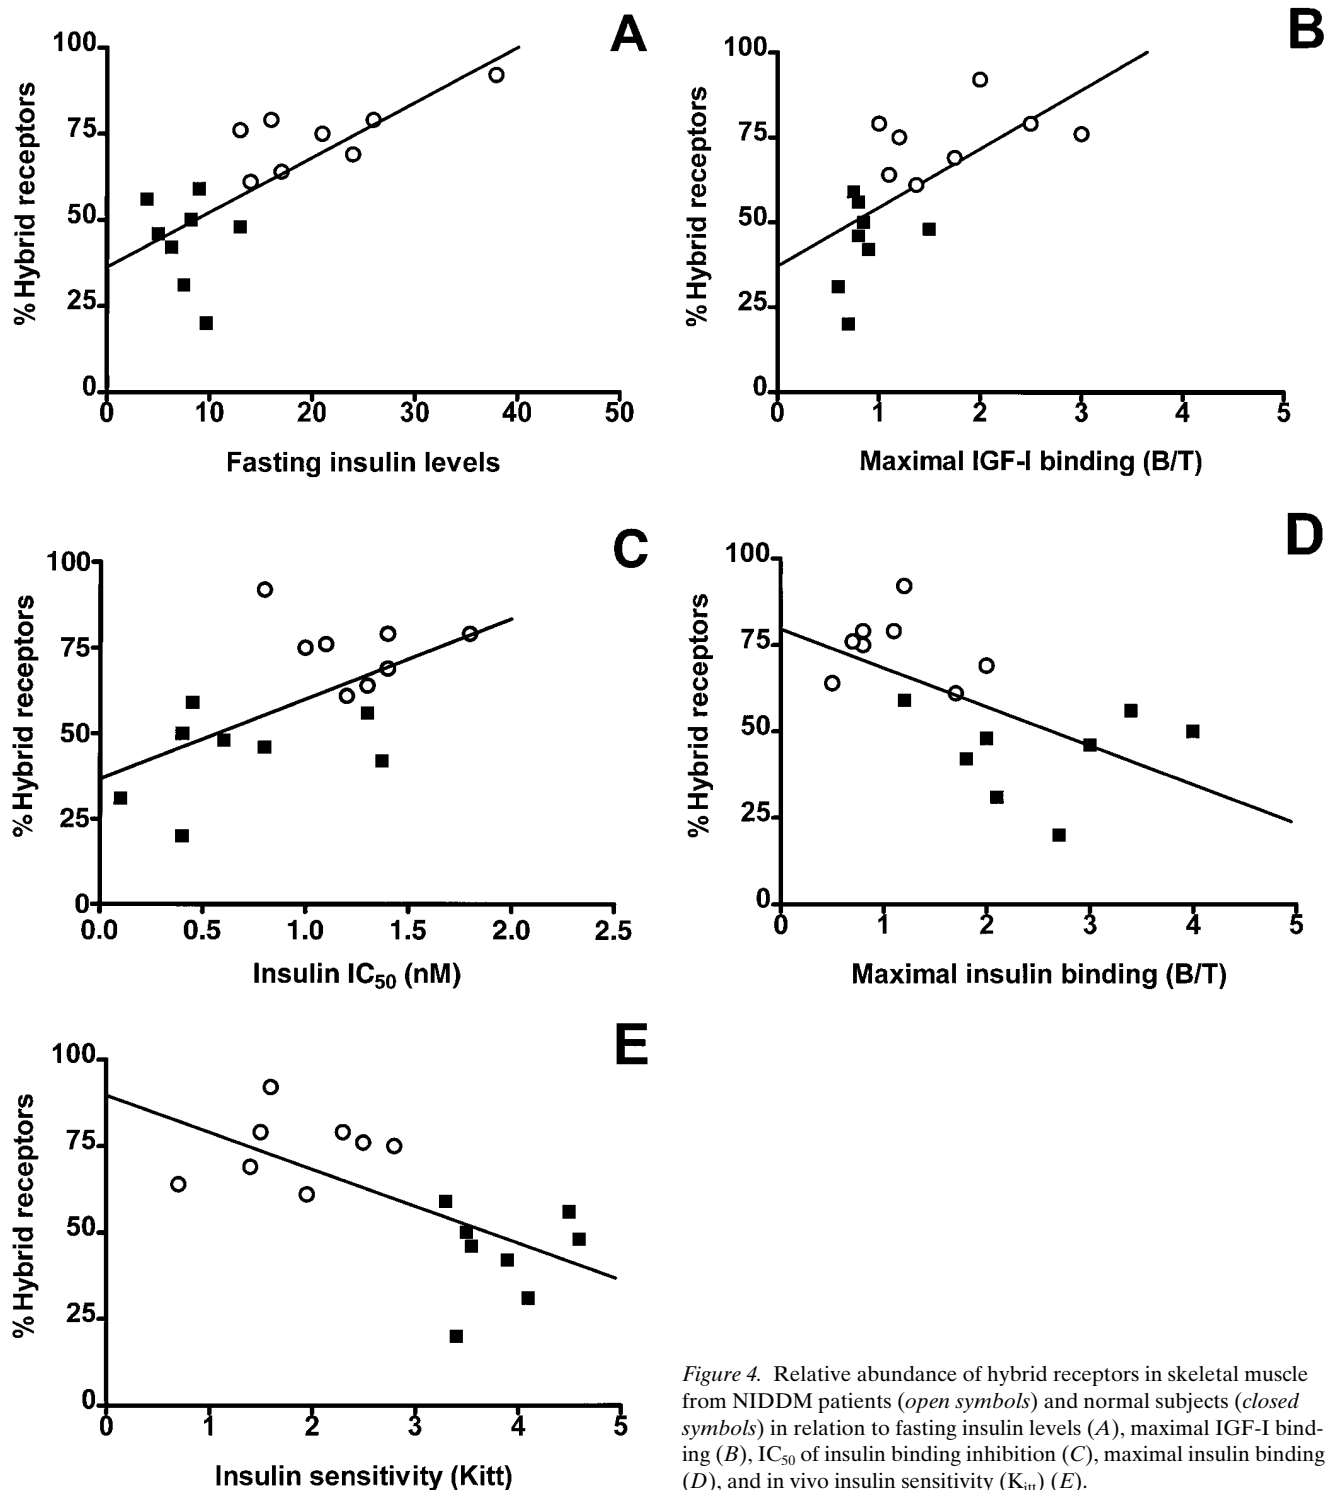 A
% Hybrid receptors
100
75
50
25
0
0 10 20 30 40 50
Fasting insulin levels
B
% Hybrid receptors
100
75
50
25
0
0 1 2 3 4 5
Maximal IGF-I binding (B/T)
C
% Hybrid receptors
100
75
50
25
0
0.0 0.5 1.0 1.5 2.0 2.5
Insulin IC50 (nM)
D
% Hybrid receptors
100
75
50
25
0
0 1 2 3 4 5
Maximal insulin binding (B/T)
E
% Hybrid receptors
100
75
50
25
0
0 1 2 3 4 5
Insulin sensitivity (Kitt)
Figure 4. Relative abundance of hybrid receptors in skeletal muscle
from NIDDM patients (open symbols) and normal subjects (closed
symbols) in relation to fasting insulin levels (A), maximal IGF-I bind-
ing (B), IC50 of insulin binding inhibition (C), maximal insulin binding
(D), and in vivo insulin sensitivity (Kitt) (E).